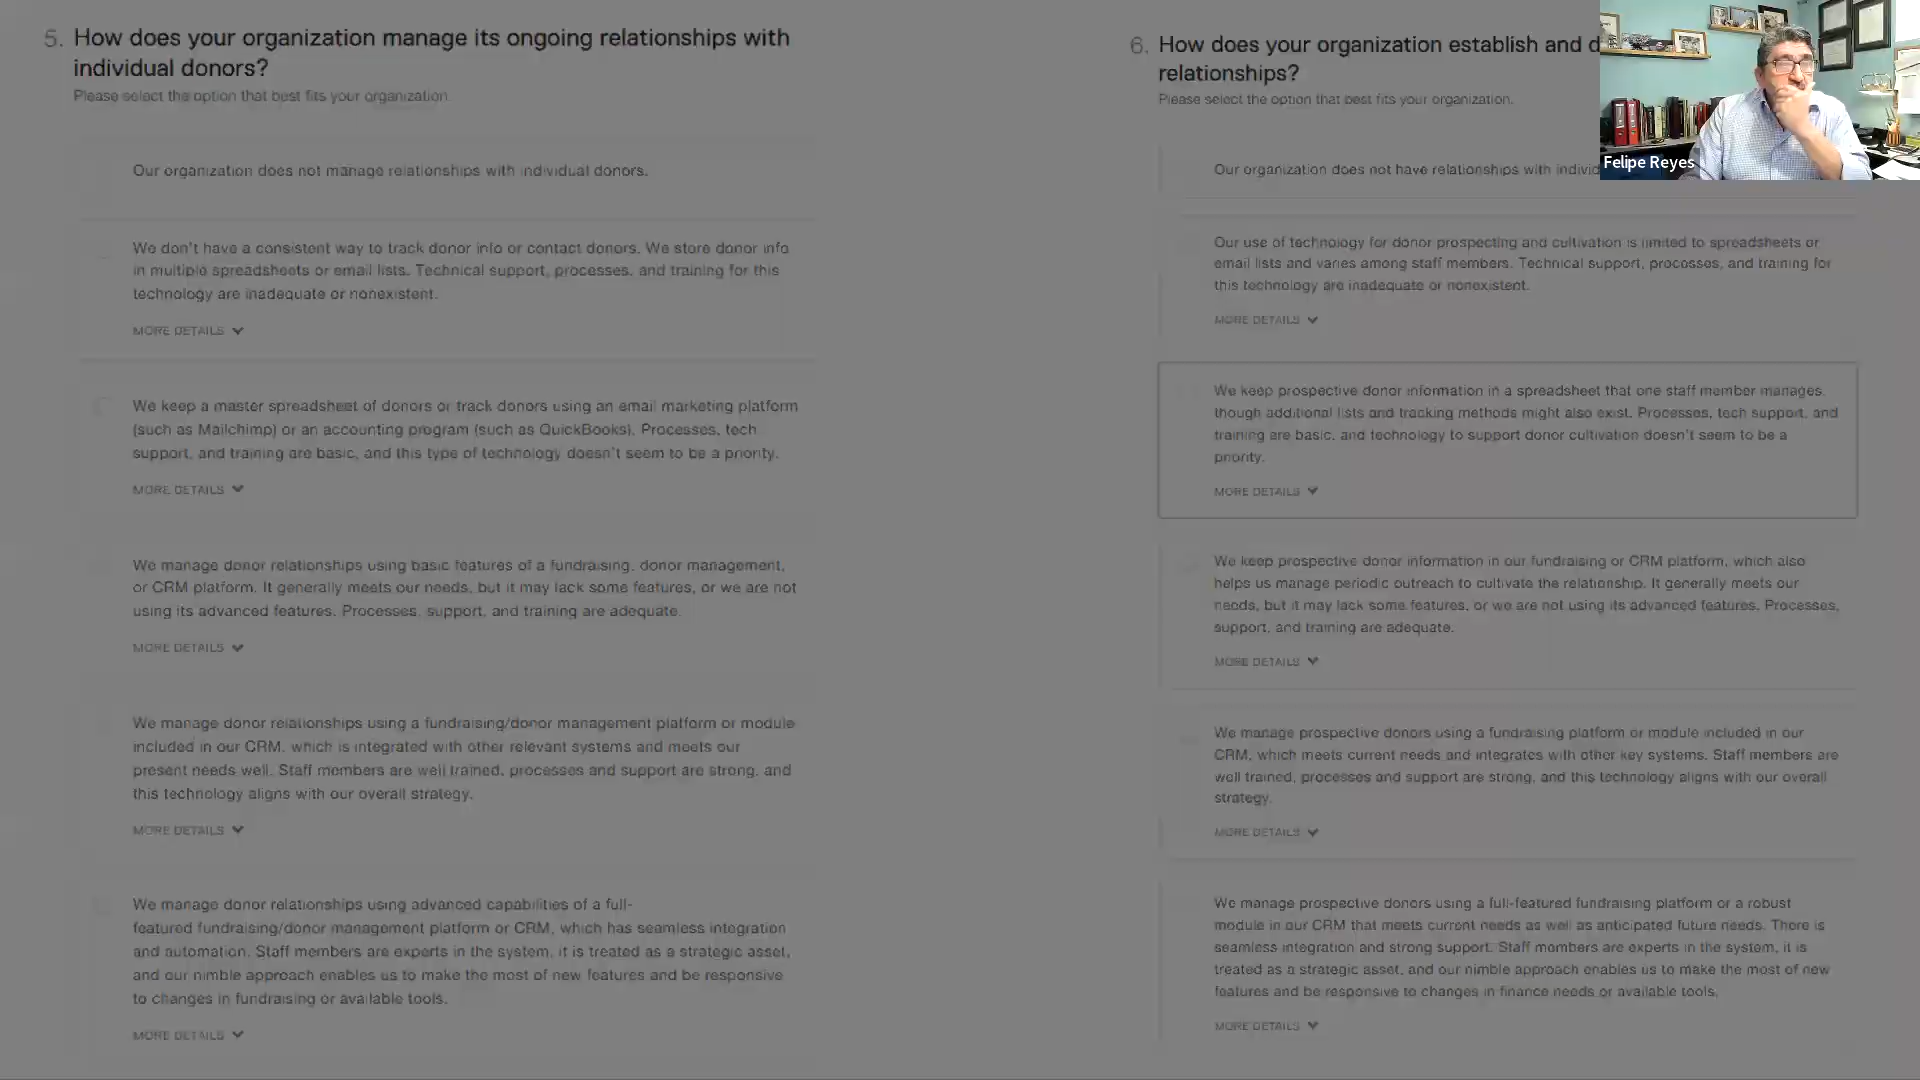 5. How does your organization manage its ongoing relationships with
individual donors?
Please select the option that best fits your organization.
Our organization does not manage relationships with individual donors.
We don't have a consistent way to track donor info or contact donors. We store donor info
in multiple spreadsheets or email lists. Technical support, processes, and training for this
technology are inadequate or nonexistent.
MORE DETAILS
We keep a master spreadsheet of donors or track donors using an email marketing platform
(such as Mailchimp) or an accounting program (such as QuickBooks). Processes, tech
support, and training are basic, and this type of technology doesn't seem to be a priority.
MORE DETAILS
We manage donor relationships using basic features of a fundraising, donor management,
or CRM platform. It generally meets our needs, but it may lack some features, or we are not
using its advanced features. Processes, support, and training are adequate.
MORE DETAILS
We manage donor relationships using a fundraising/donor management platform or module
included in our CRM, which is integrated with other relevant systems and meets our
present needs well. Staff members are well trained, processes and support are strong, and
this technology aligns with our overall strategy.
MORE DETAILS
We manage donor relationships using advanced capabilities of a full-
featured fundraising/donor management platform or CRM, which has seamless integration
and automation. Staff members are experts in the system, it is treated as a strategic asset,
and our nimble approach enables us to make the most of new features and be responsive
to changes in fundraising or available tools.
MORE DETAILS
6. How does your organization establish and d
relationships?
Please select the option that best fits your organization.
Our organization does not have relationships with individ
Our use of technology for donor prospecting and cultivation is limited to spreadsheets or
email lists and varies among staff members. Technical support, processes, and training for
this technology are inadequate or nonexistent.
MORE DETAILS
We keep prospective donor information in a spreadsheet that one staff member manages,
though additional lists and tracking methods might also exist. Processes, tech support, and
training are basic, and technology to support donor cultivation doesn't seem to be a
priority.
MORE DETAILS
We keep prospective donor information in our fundraising or CRM platform, which also
helps us manage periodic outreach to cultivate the relationship. It generally meets our
needs, but it may lack some features, or we are not using its advanced features. Processes,
support, and training are adequate.
MORE DETAILS
We manage prospective donors using a fundraising platform or module included in our
CRM, which meets current needs and integrates with other key systems. Staff members are
well trained, processes and support are strong, and this technology aligns with our overall
strategy.
MORE DETAILS
We manage prospective donors using a full-featured fundraising platform or a robust
module in our CRM that meets current needs as well as anticipated future needs. There is
seamless integration and strong support. Staff members are experts in the system, it is
treated as a strategic asset, and our nimble approach enables us to make the most of new
features and be responsive to changes in finance needs or available tools.
MORE DETAILS
Felipe Reyes